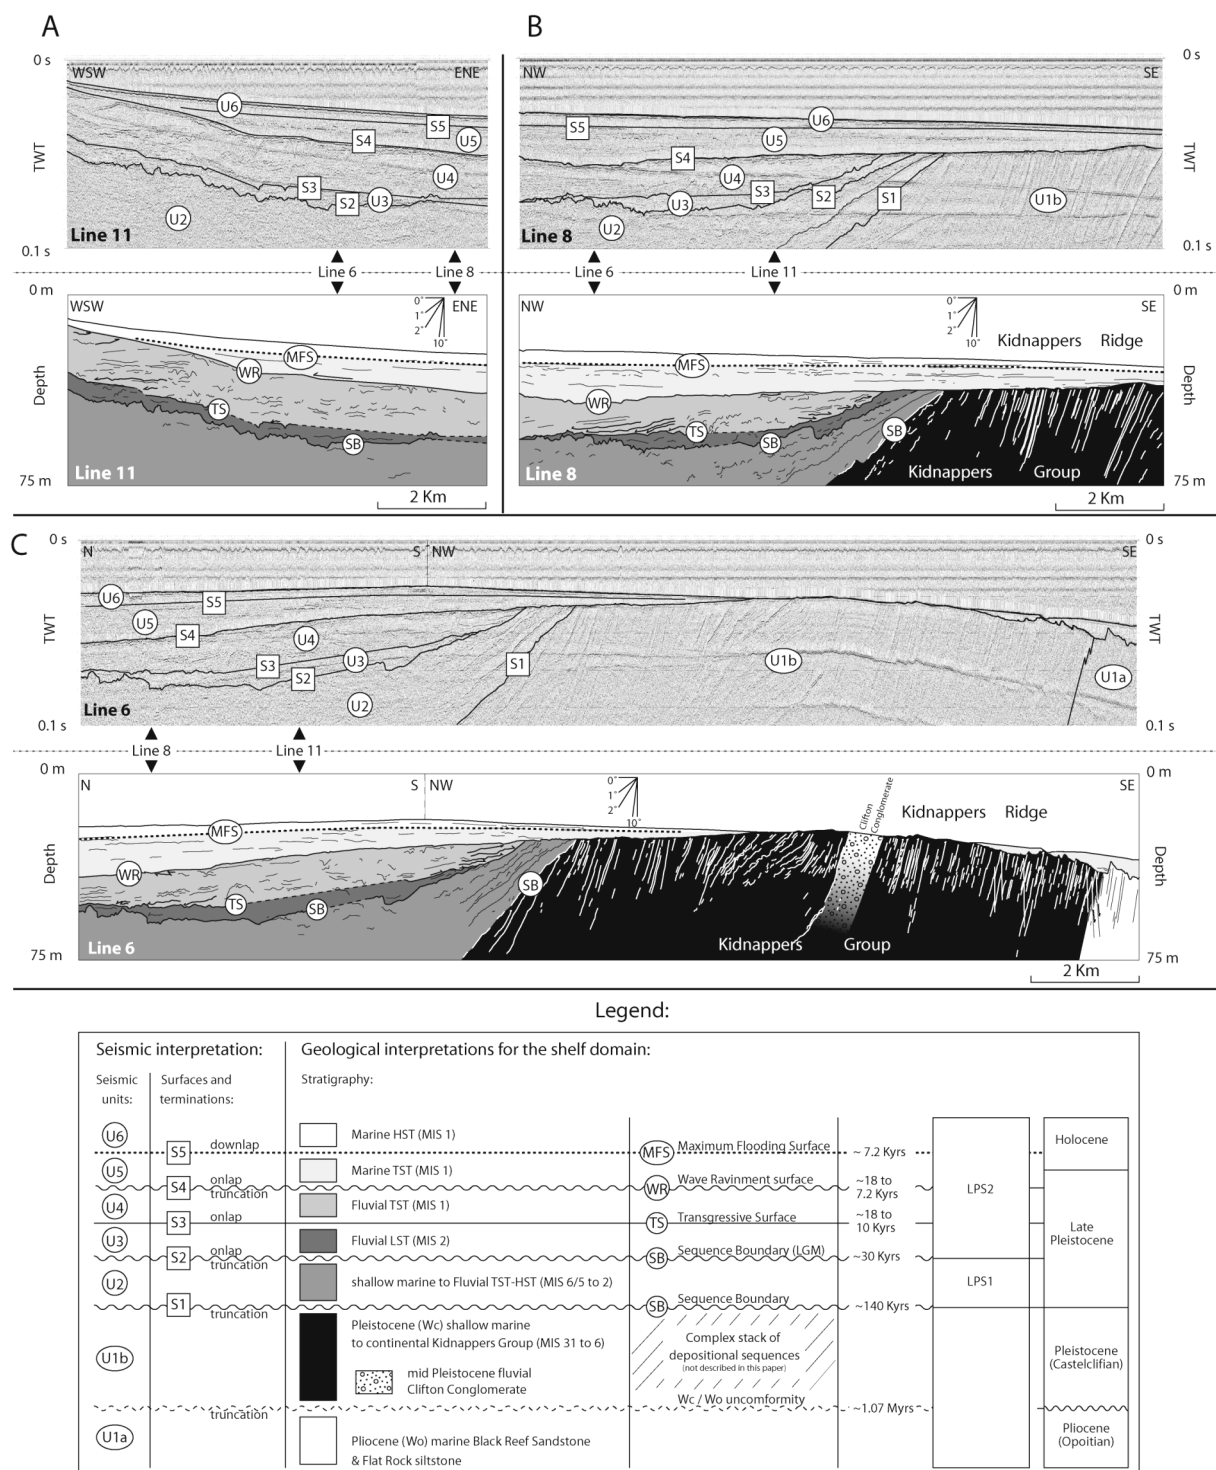 A
B
0 s
WSW
ENE
U6
S5
S4
U5
U4
S3
S2
U3
U2
Line 11
TWT
0.1 s
0 s
NW
SE
U6
S5
U5
S4
U4
S3
U3
S2
S1
U1b
U2
Line 8
TWT
0.1 s
Line 6
Line 8
Line 6
Line 11
0 m
WSW
ENE
0°
1°
2°
10°
MFS
WR
TS
SB
Depth
Line 11
75 m
2 Km
0 m
NW
SE
0°
1°
2°
10°
Kidnappers Ridge
MFS
WR
TS
SB
SB
Depth
Kidnappers Group
Line 8
75 m
2 Km
C
0 s
N
S
NW
SE
0 s
U6
S5
U5
S4
U4
S3
U3
S2
S1
U1b
U1a
U2
TWT
TWT
Line 6
0.1 s
0.1 s
Line 8
Line 11
0 m
N
S
NW
SE
0 m
0°
1°
2°
10°
Clifton
Conglomerate
Kidnappers Ridge
MFS
WR
TS
SB
SB
Depth
Depth
Kidnappers Group
Line 6
75 m
75 m
2 Km
Legend:
Seismic interpretation:
Geological interpretations for the shelf domain:
Seismic
units:
Surfaces and
terminations:
Stratigraphy:
U6
Marine HST (MIS 1)
Holocene
S5
downlap
MFS
Maximum Flooding Surface
~ 7.2 Kyrs
U5
Marine TST (MIS 1)
S4
onlap
truncation
WR
Wave Ravinment surface
~18 to
7.2 Kyrs
LPS2
U4
Fluvial TST (MIS 1)
S3
onlap
TS
Transgressive Surface
~18 to
10 Kyrs
Late
Pleistocene
U3
Fluvial LST (MIS 2)
S2
onlap
truncation
SB
Sequence Boundary (LGM)
~30 Kyrs
U2
shallow marine to Fluvial TST-HST (MIS 6/5 to 2)
LPS1
S1
truncation
SB
Sequence Boundary
~140 Kyrs
U1b
Pleistocene (Wc) shallow marine
to continental Kidnappers Group (MIS 31 to 6)
mid Pleistocene fluvial
Clifton Conglomerate
Complex stack of
depositional sequences
(not described in this paper)
Pleistocene
(Castelclifian)
truncation
Wc / Wo uncomformity
~1.07 Myrs
U1a
Pliocene (Wo) marine Black Reef Sandstone
& Flat Rock siltstone
Pliocene
(Opoitian)